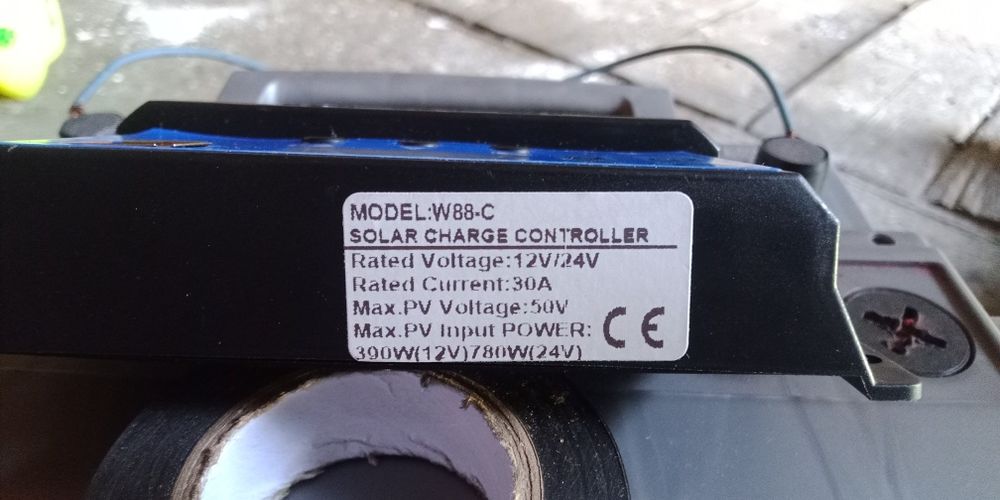 MODEL:W88-C
SOLAR CHARGE CONTROLLER
Rated Voltage:12V/24V
Rated Current:30A
Max.PV Voltage:50V
Max.PV Input POWER:
390W(12V)780W(24V)
CE